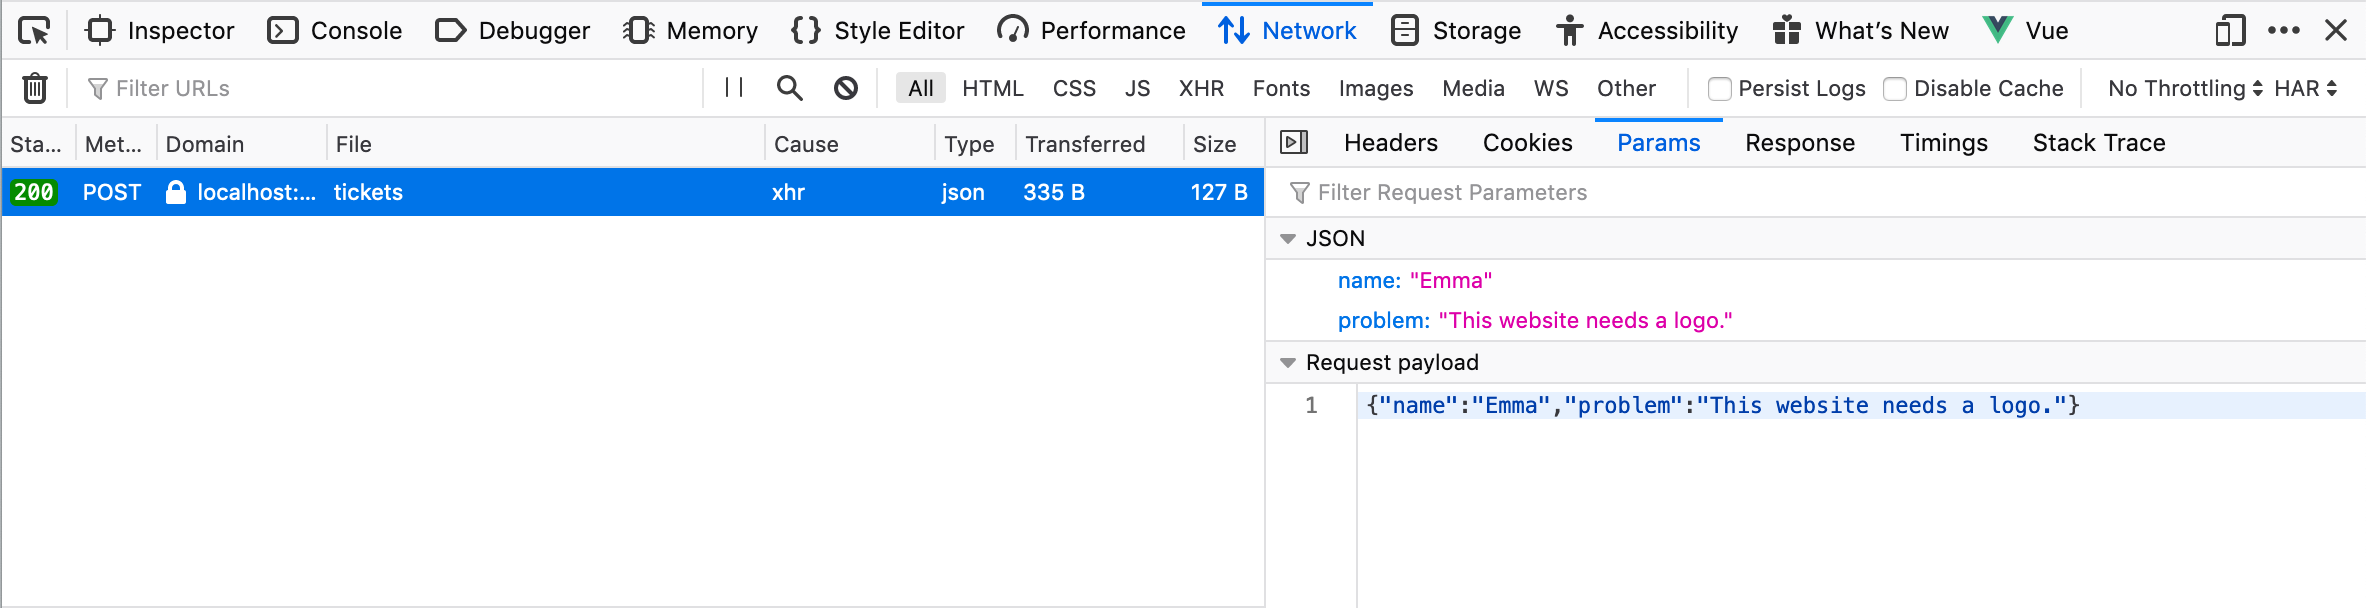 Inspector Console Debugger Memory Style Editor Performance Network Storage Accessibility What's New Vue
Filter URLs All HTML CSS JS XHR Fonts Images Media WS Other Persist Logs Disable Cache No Throttling HAR
Sta... Met... Domain File Cause Type Transferred Size
200 POST localhost:... tickets xhr json 335 B 127 B
Headers Cookies Params Response Timings Stack Trace
Filter Request Parameters
JSON
name: "Emma"
problem: "This website needs a logo."
Request payload
1 {"name":"Emma","problem":"This website needs a logo."}